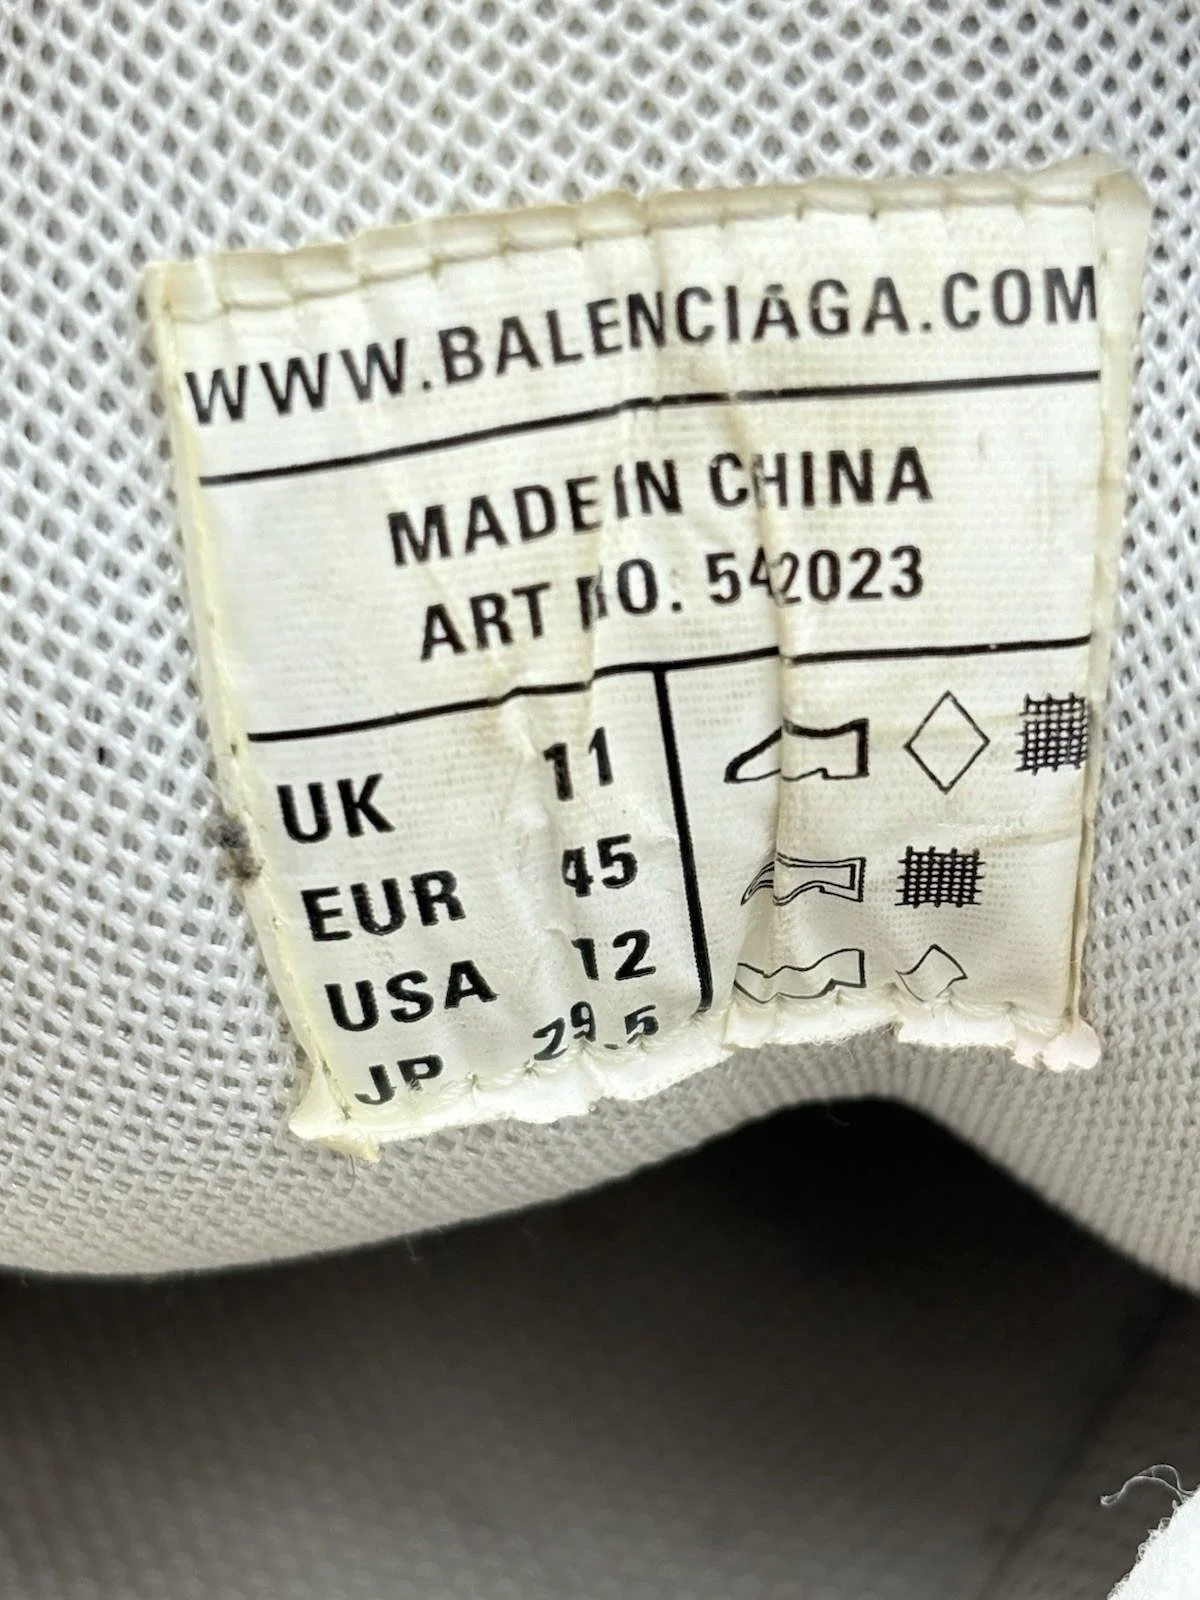 WWW.BALENCIAGA.COM
MADE IN CHINA
ART NO. 542023
UK 11
EUR 45
USA 12
JP 29.5